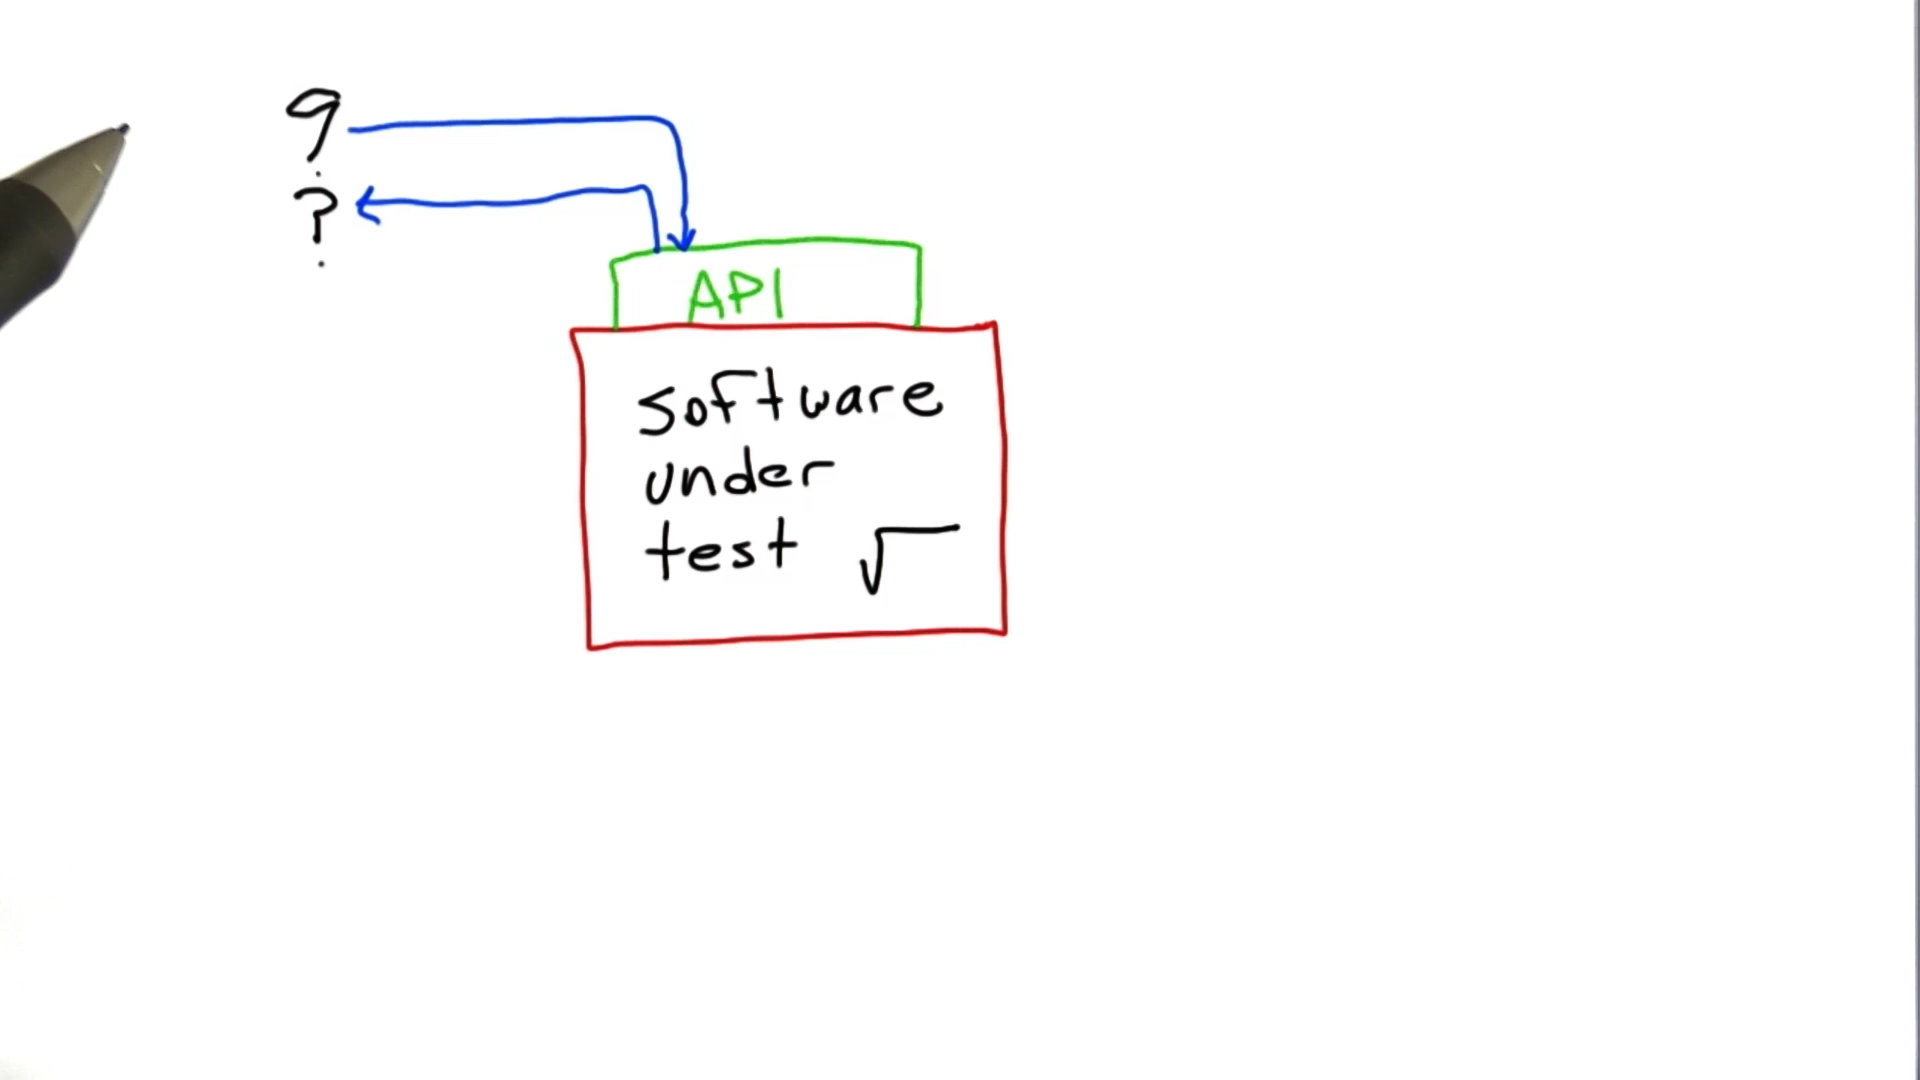 9
?
API
software
under
test √